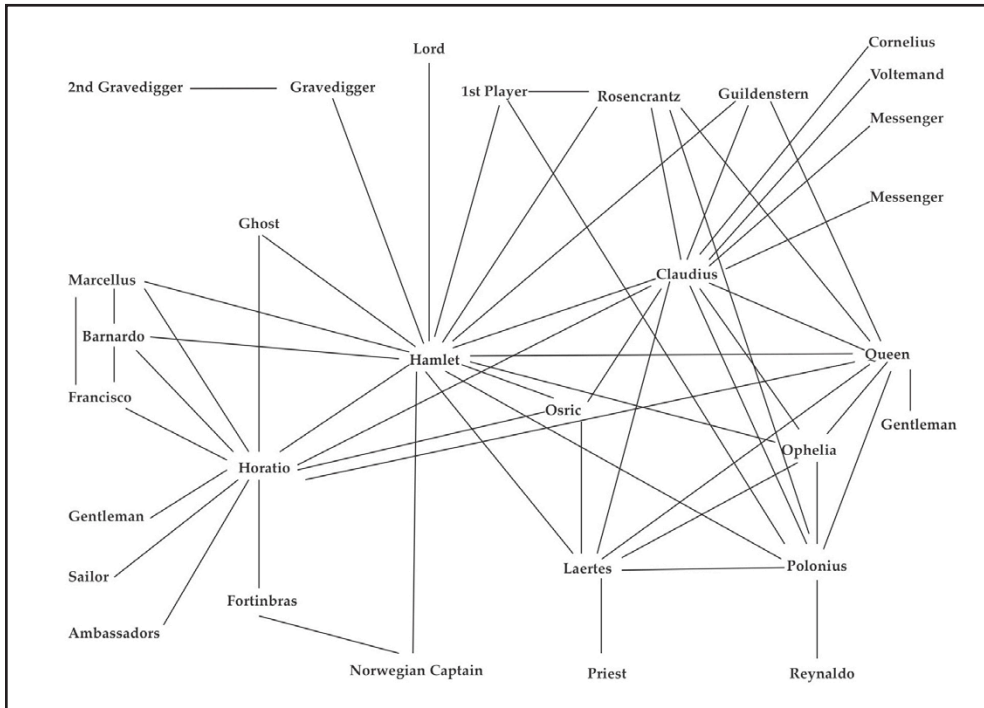 Lord
Cornelius
Voltemand
2nd Gravedigger
Gravedigger
1st Player
Rosencrantz
Guildenstern
Messenger
Messenger
Ghost
Marcellus
Claudius
Barnardo
Hamlet
Queen
Francisco
Osric
Gentleman
Ophelia
Horatio
Gentleman
Laertes
Polonius
Sailor
Fortinbras
Ambassadors
Norwegian Captain
Priest
Reynaldo